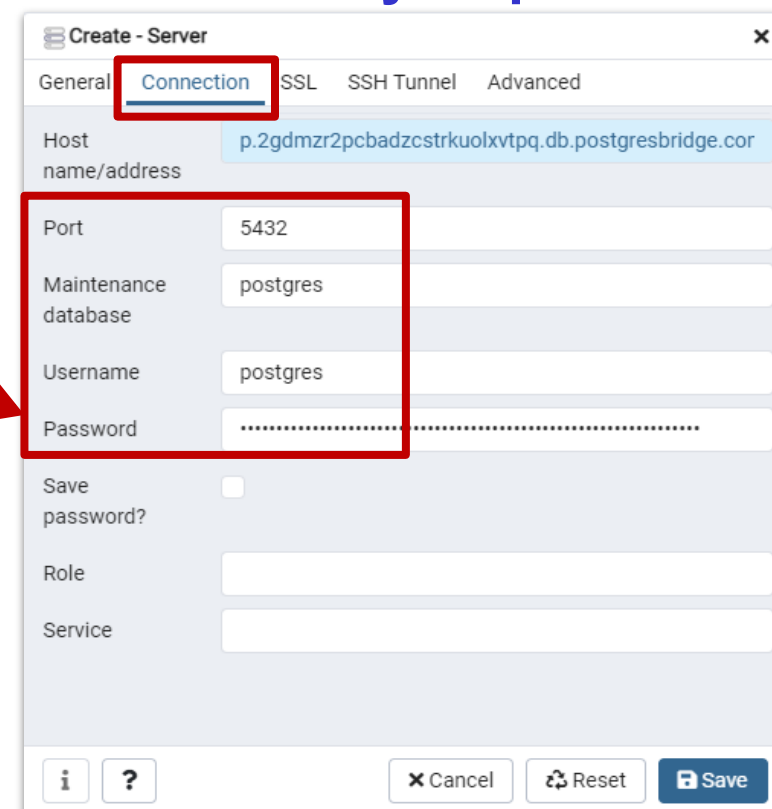 Create - Server
General Connection SSL SSH Tunnel Advanced
Host name/address
p.2gdmzr2pcbadzcstrkuolxvtpq.db.postgresbridge.cor
Port 5432
Maintenance database
postgres
Username postgres
Password
Save password?
Role
Service
i ? Cancel Reset Save